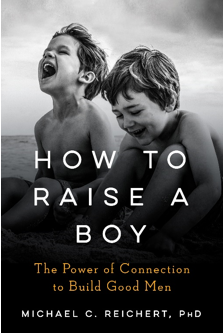 HOW TO
RAISE A
BOY
The Power of Connection
to Build Good Men
MICHAEL C. REICHERT, PhD